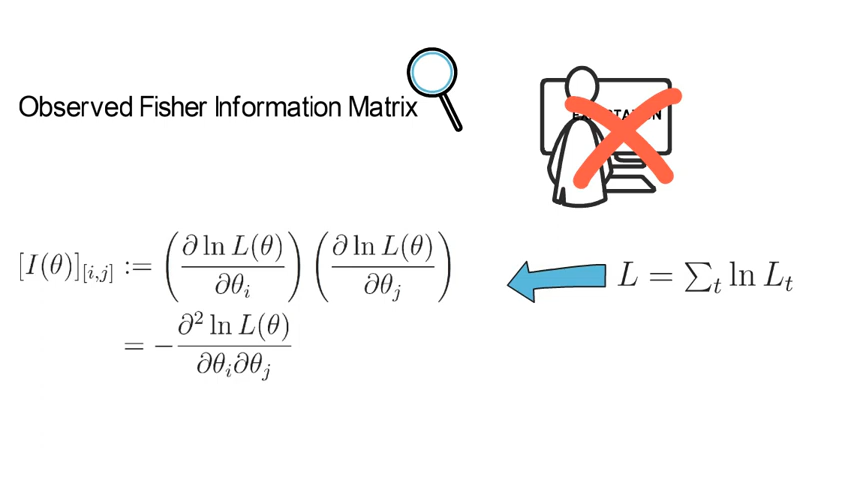 Observed Fisher Information Matrix
[I(θ)]_{[i,j]} := (∂ ln L(θ) / ∂θ_i) (∂ ln L(θ) / ∂θ_j)
= − ∂² ln L(θ) / ∂θ_i∂θ_j
L = ∑_t ln L_t